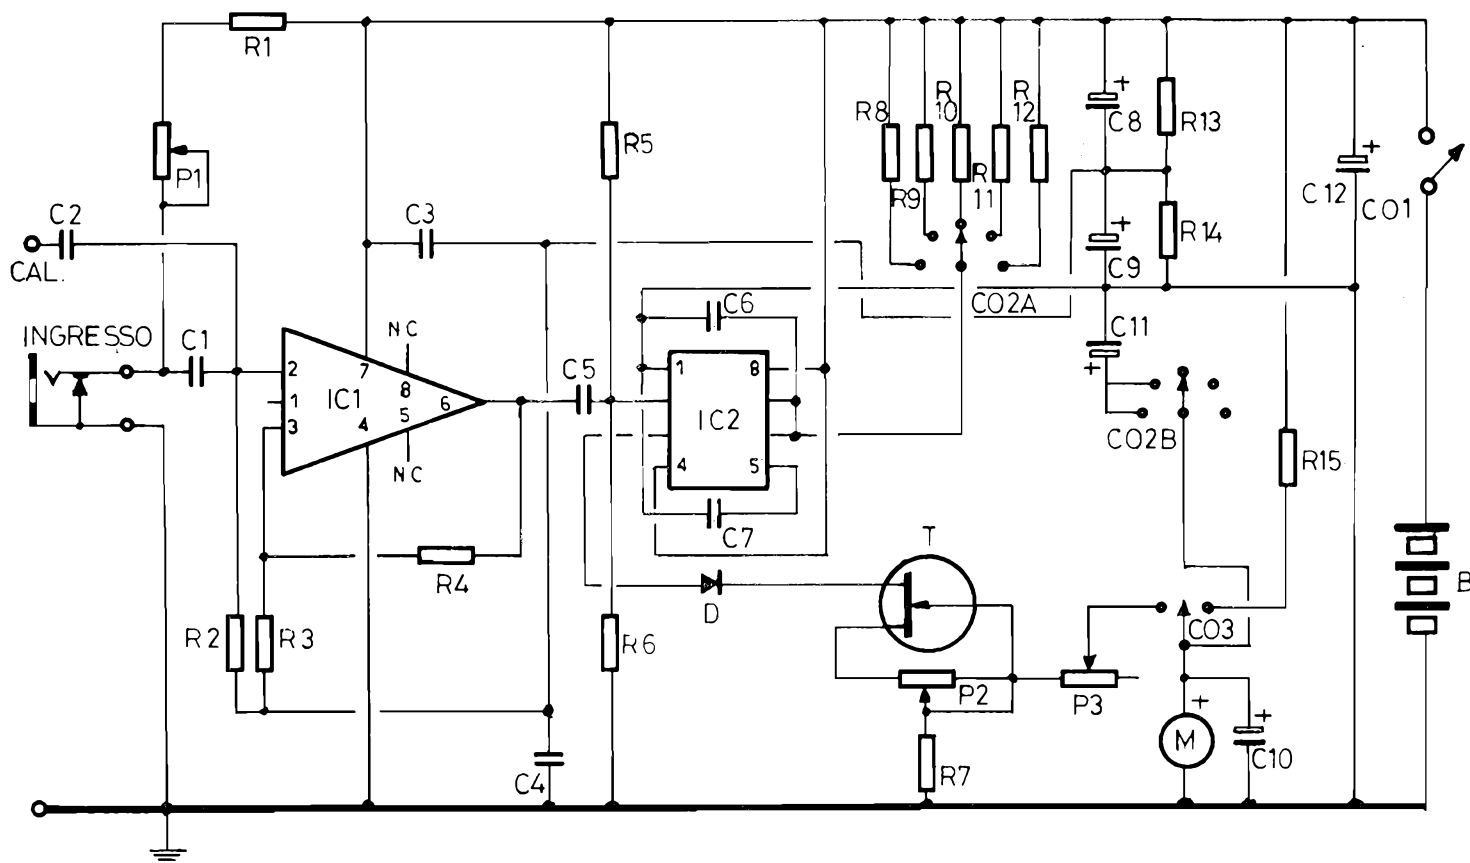 R1
P1
C2
CAL.
INGRESSO
C1
C3
NC
2
7
8
1
IC1
6
5
3
4
NC
R4
R2
R3
C4
C5
R5
R6
C6
1
8
IC2
4
5
C7
D
T
P2
R7
P3
R8
R9
R
10
R
11
R
12
CO2A
C8
+
R13
C9
+
R14
C11
+
CO2B
CO3
R15
M
+
C10
+
C12
+
CO1
B